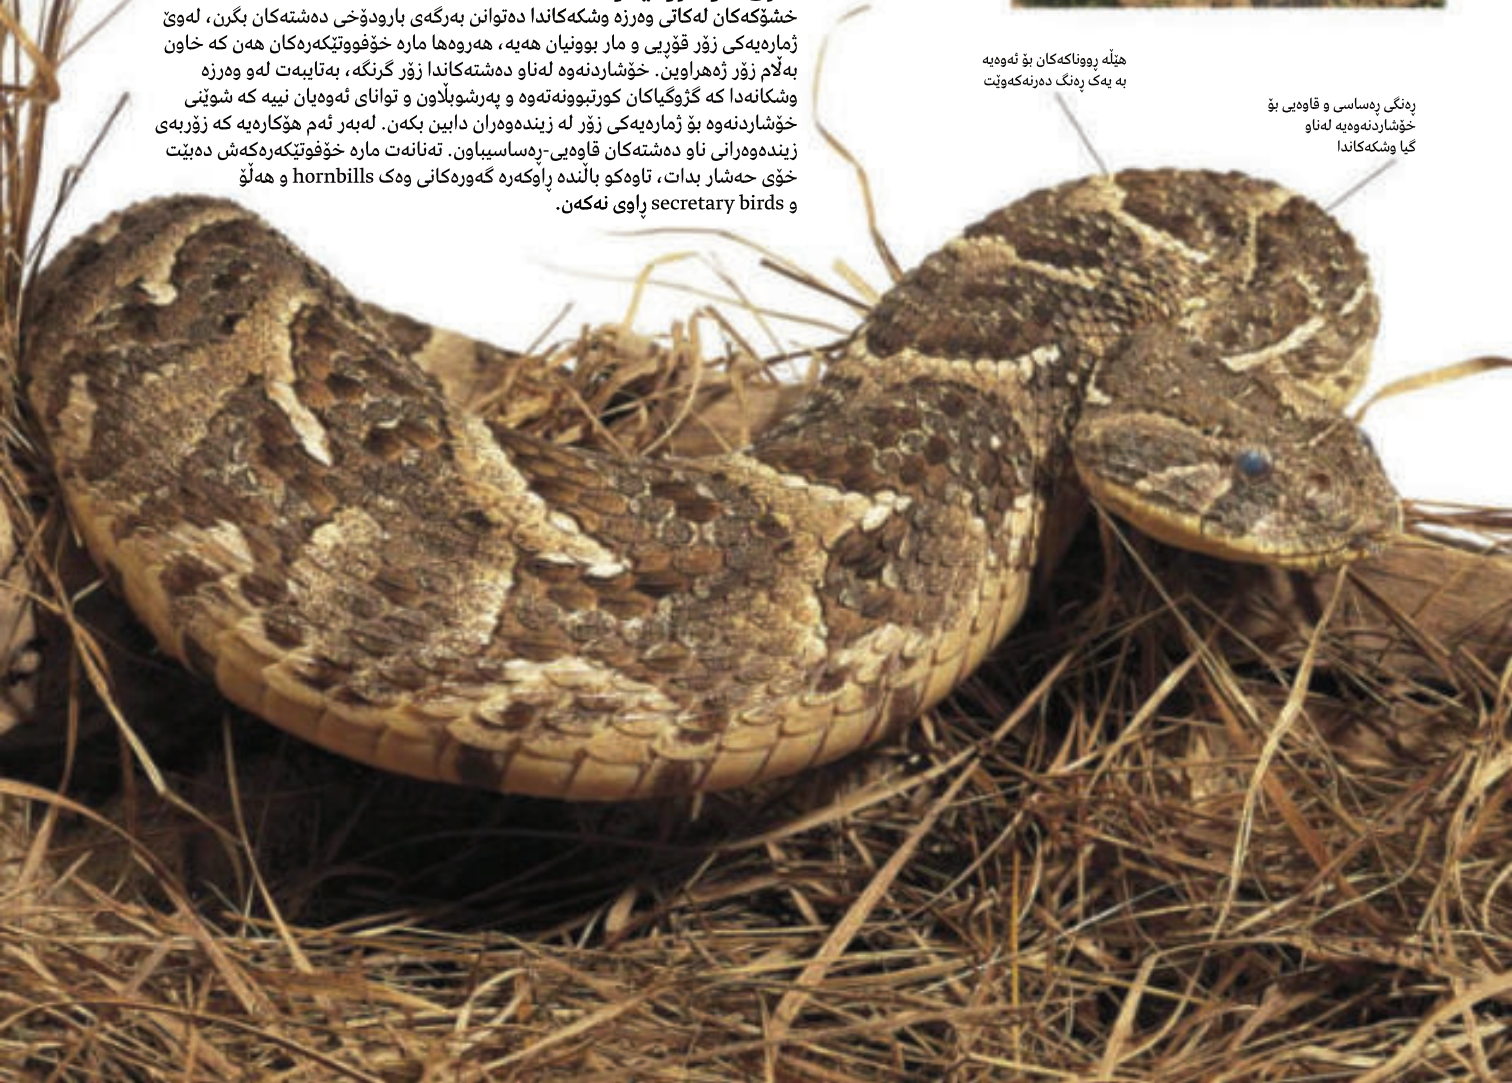 خشۆکەکان لەکاتی وەرزە وشکەکاندا دەتوانن بەرگەی بارودۆخی دەشتەکان بگرن، لەوێ
ژمارەیەکی زۆر قۆڕیی و مار بوونیان هەیە، هەروەها مارە خۆفووتێکەرەکان هەن کە خاون
بەڵام زۆر ژەهراوین. خۆشاردنەوە لەناو دەشتەکاندا زۆر گرنگە، بەتایبەت لەو وەرزە
وشکانەدا کە گژوگیاکان کورتبوونەتەوە و پەرشوبڵاون و توانای ئەوەیان نییە کە شوێنی
خۆشاردنەوە بۆ ژمارەیەکی زۆر لە زیندەوەران دابین بکەن. لەبەر ئەم هۆکارەیە کە زۆربەی
زیندەوەرانی ناو دەشتەکان قاوەیی-ڕەساسیباون. تەنانەت مارە خۆفوتێکەرەکەش دەبێت
خۆی حەشار بدات، تاوەکو باڵندە ڕاوکەرە گەورەکانی وەک hornbills و هەڵۆ
و secretary birds ڕاوی نەکەن.
هێڵە ڕووناکەکان بۆ ئەوەیە
بە یەک ڕەنگ دەرنەکەوێت
ڕەنگی ڕەساسی و قاوەیی بۆ
خۆشاردنەوەیە لەناو
گیا وشکەکاندا